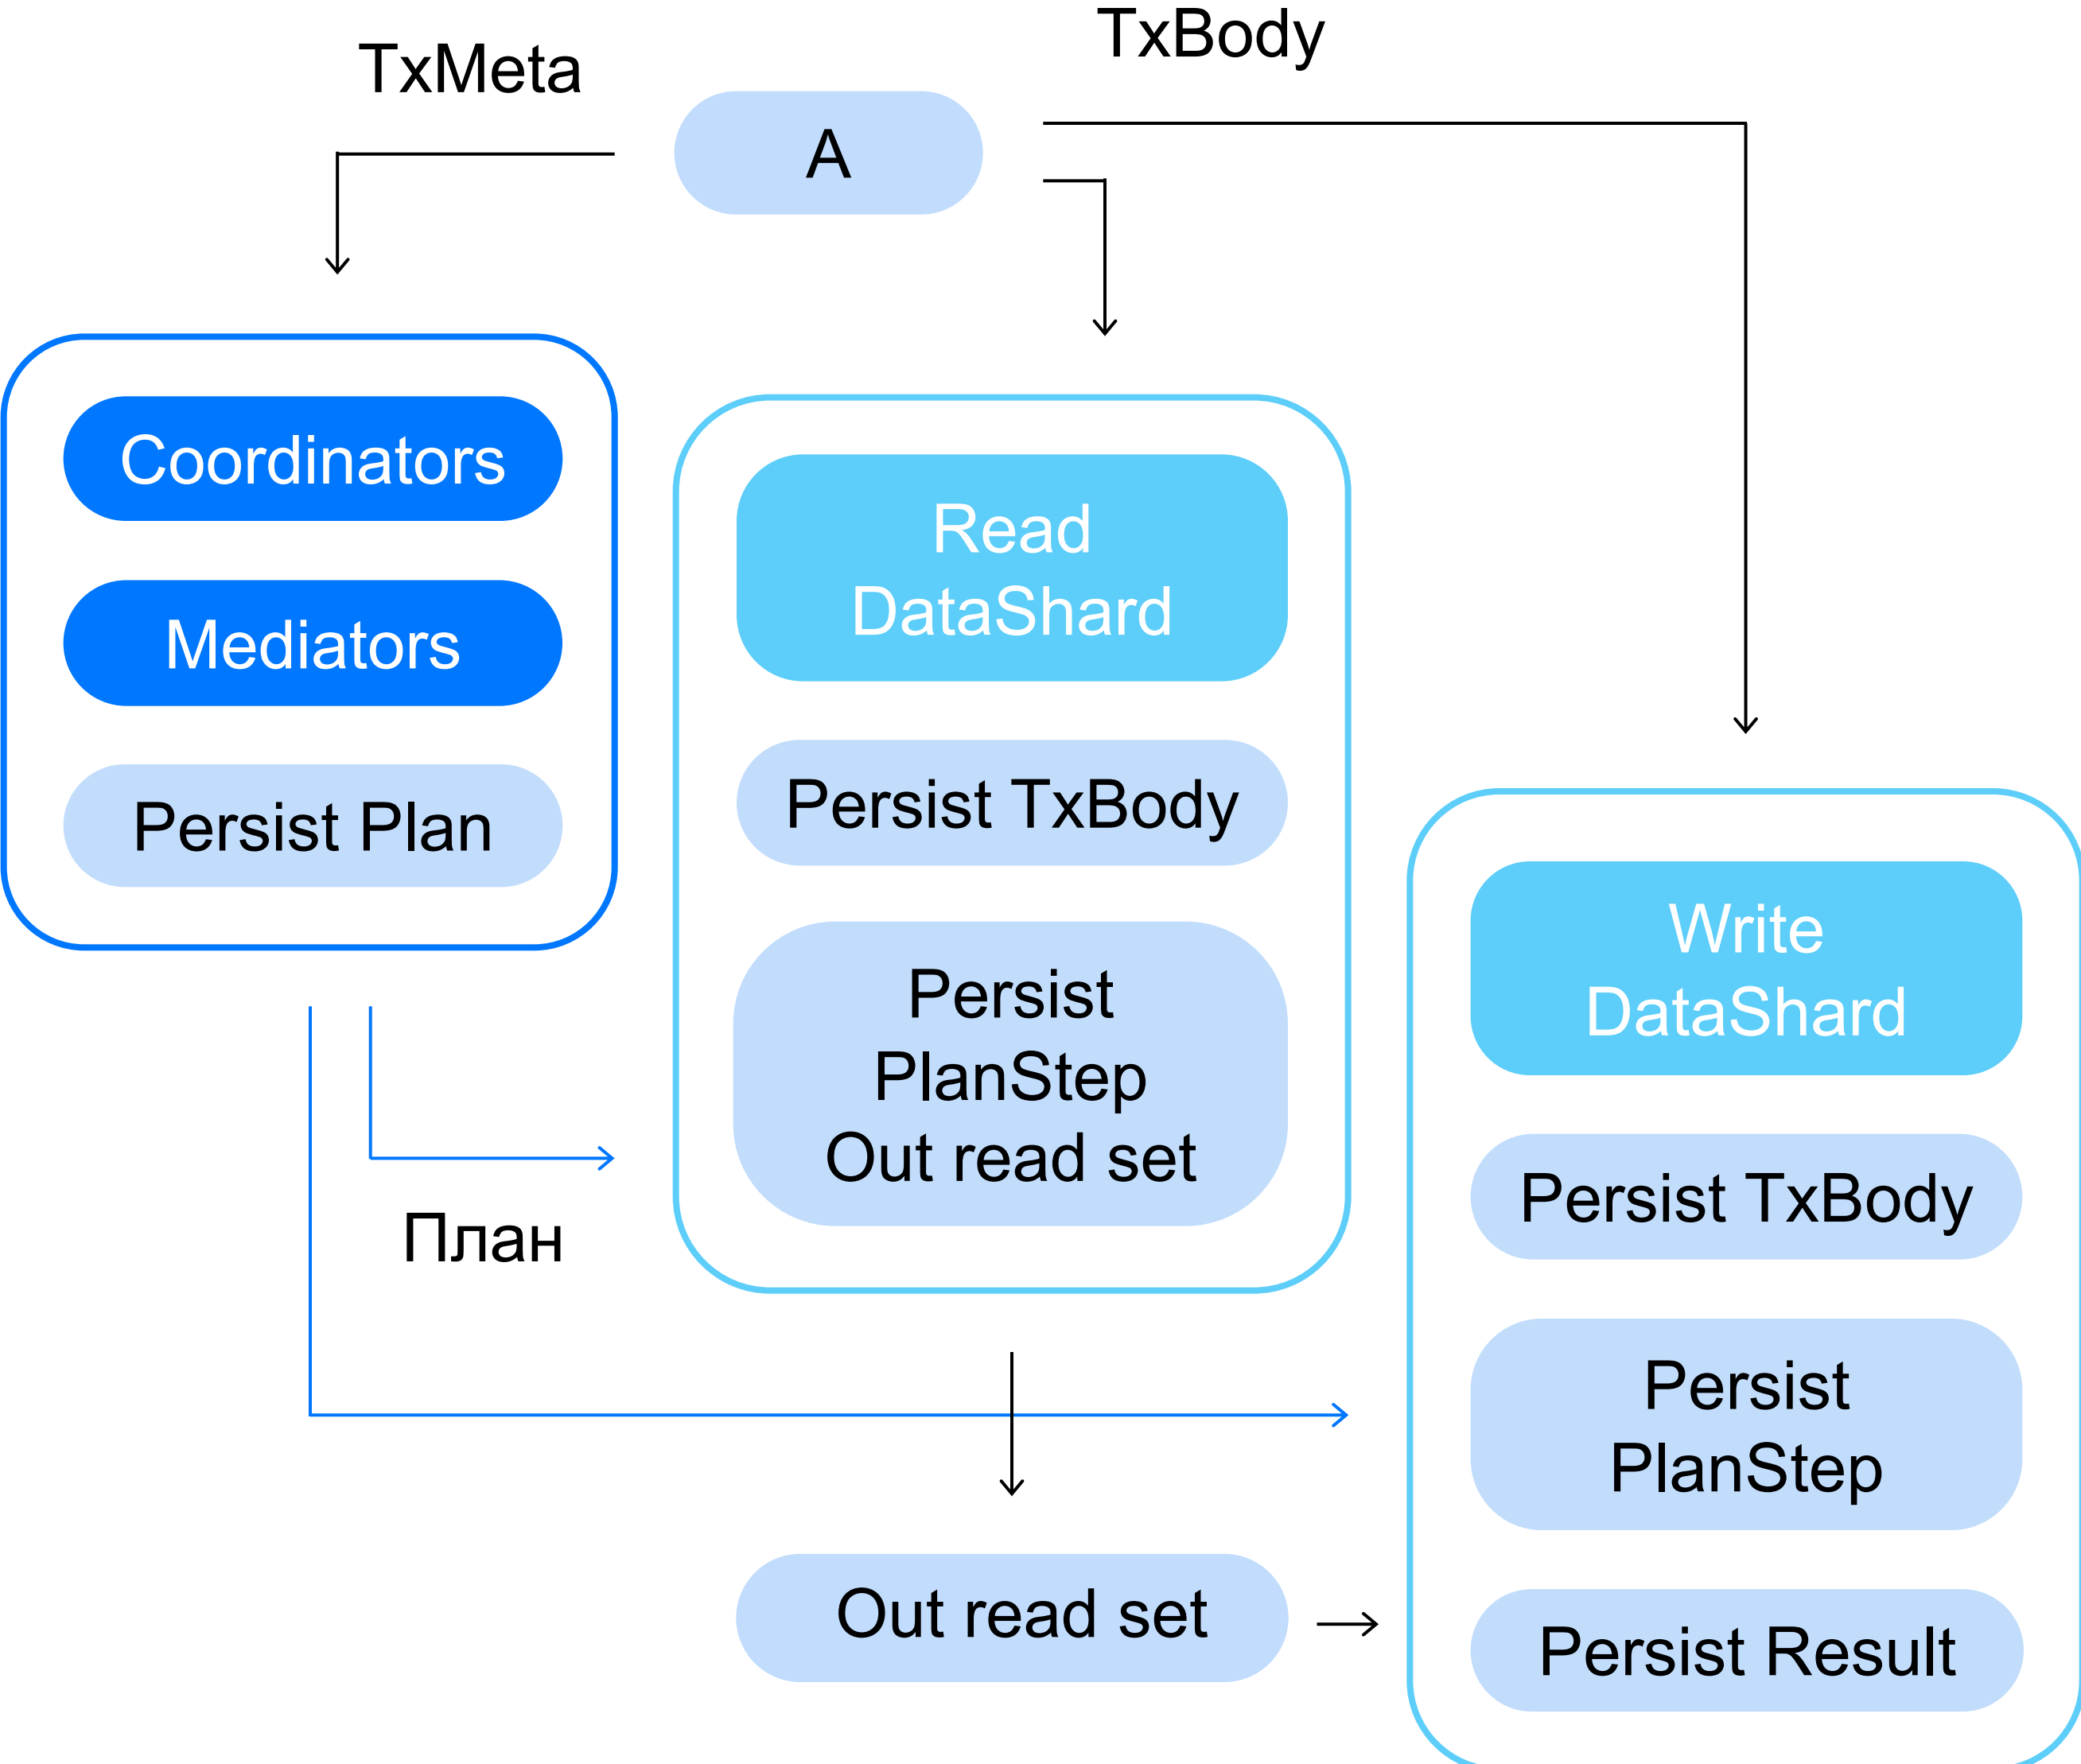 TxBody
TxMeta
A
Coordinators
Mediators
Persist Plan
Read
DataShard
Persist TxBody
Persist
PlanStep
Out read set
План
Write
DataShard
Persist TxBody
Persist
PlanStep
Persist Result
Out read set